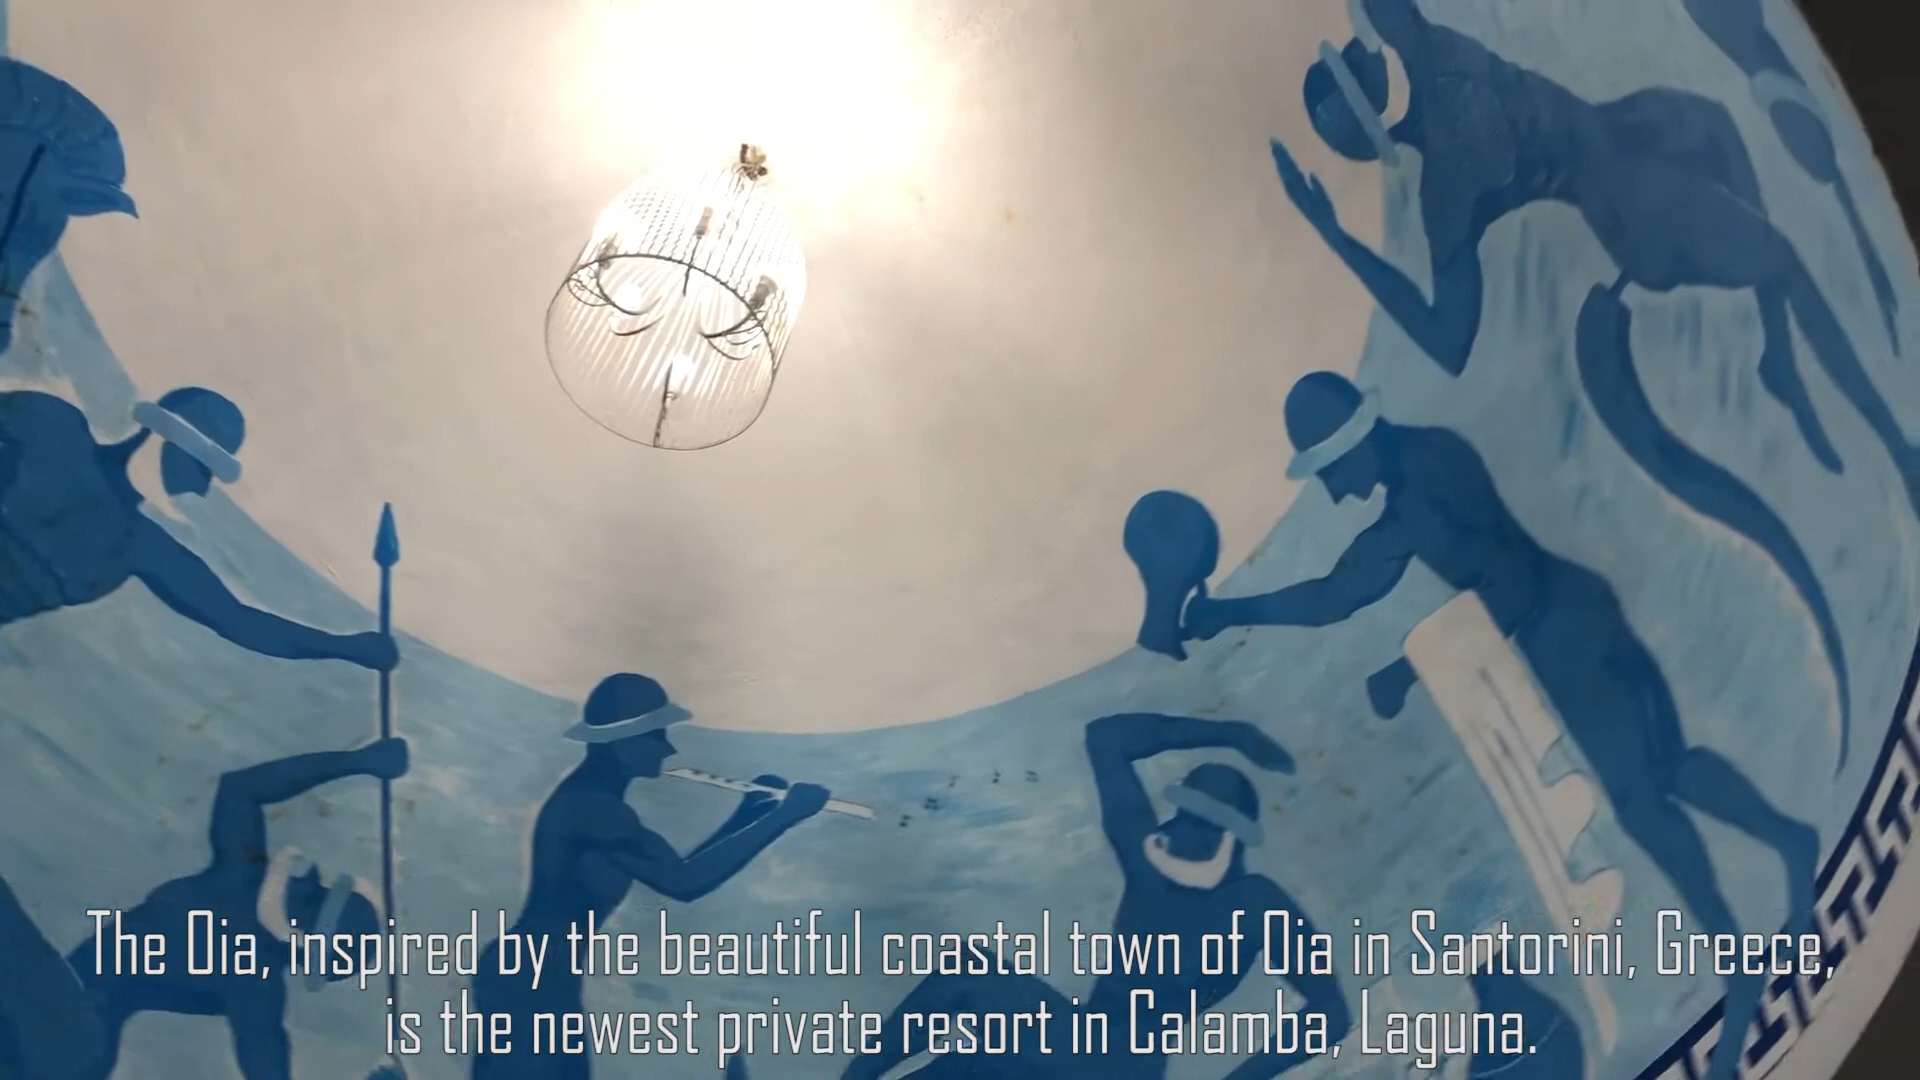 The Oia, inspired by the beautiful coastal town of Oia in Santorini, Greece,
is the newest private resort in Calamba, Laguna.